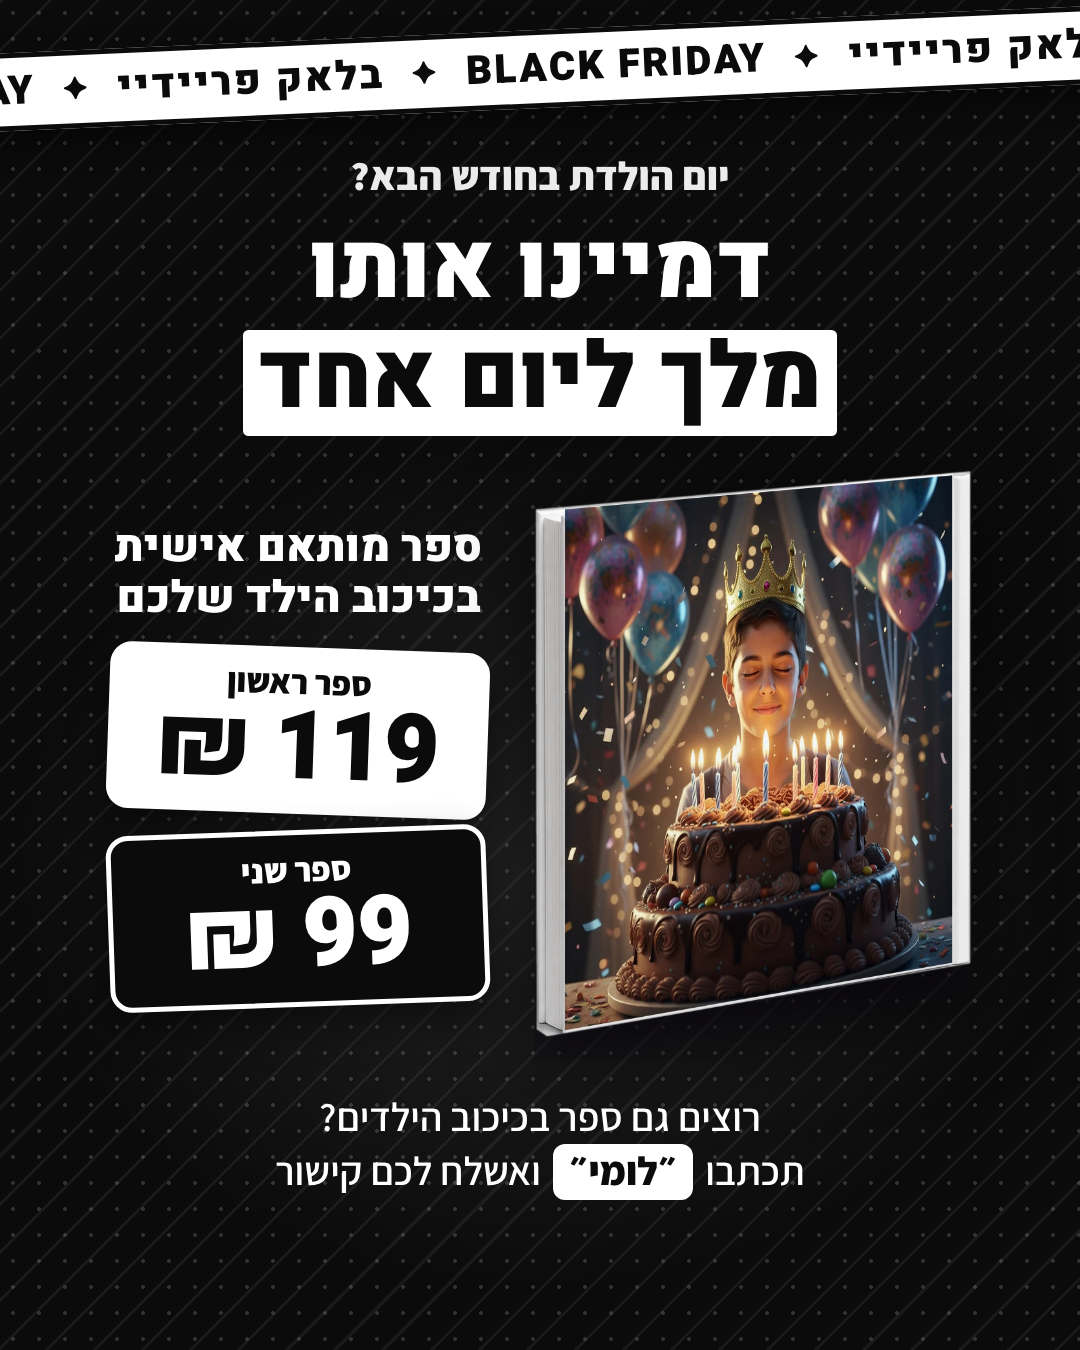 בלאק פריידיי ✦ BLACK FRIDAY ✦ בלאק פריידיי ✦ AY
יום הולדת בחודש הבא?
דמיינו אותו
מלך ליום אחד
ספר מותאם אישית
בכיכוב הילד שלכם
ספר ראשון
119 ₪
ספר שני
99 ₪
רוצים גם ספר בכיכוב הילדים?
תכתבו ״לומי״ ואשלח לכם קישור